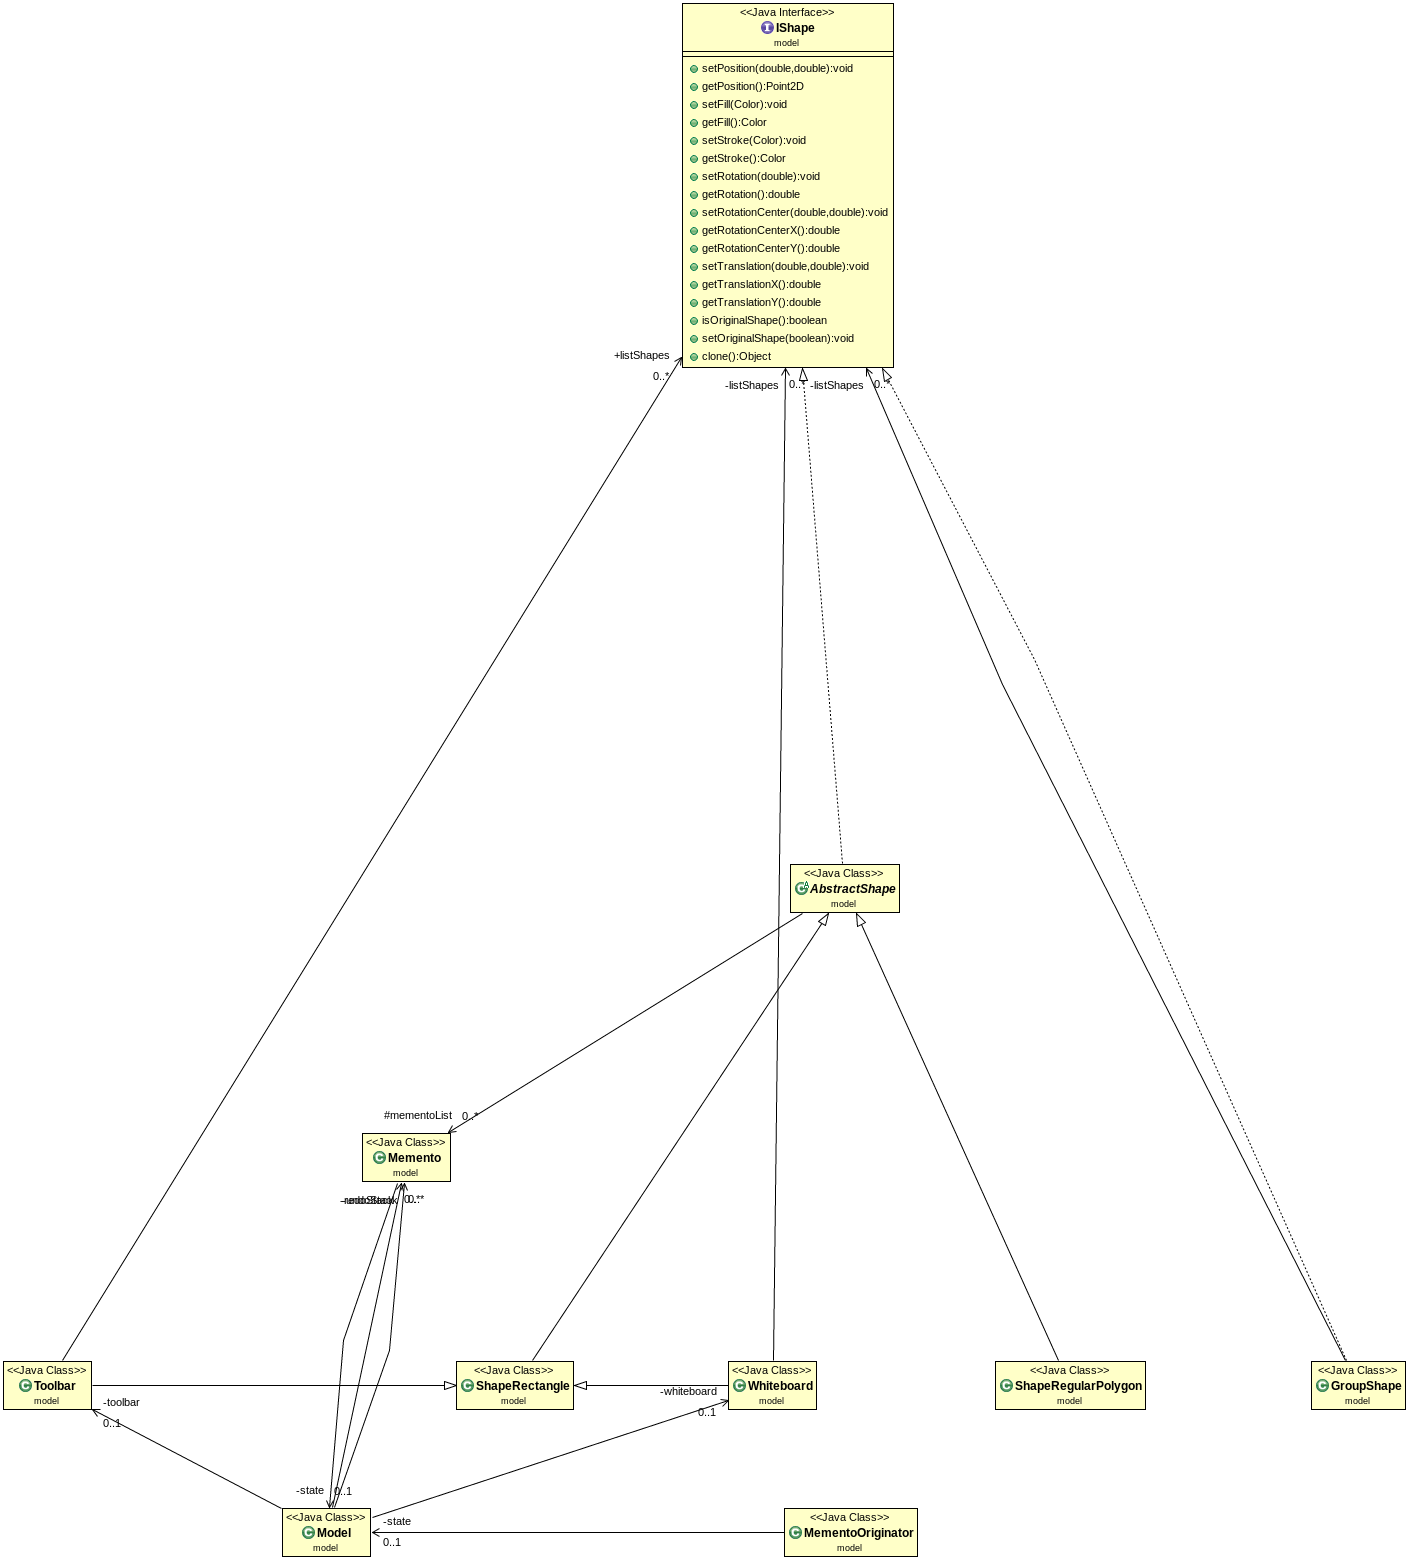 <<Java Interface>>
IShape
model
setPosition(double,double):void
getPosition():Point2D
setFill(Color):void
getFill():Color
setStroke(Color):void
getStroke():Color
setRotation(double):void
getRotation():double
setRotationCenter(double,double):void
getRotationCenterX():double
getRotationCenterY():double
setTranslation(double,double):void
getTranslationX():double
getTranslationY():double
isOriginalShape():boolean
setOriginalShape(boolean):void
clone():Object
+listShapes
0..*
-listShapes
0..*
-listShapes
0..*
<<Java Class>>
AbstractShape
model
#mementoList
0..*
<<Java Class>>
Memento
model
<<Java Class>>
Toolbar
model
<<Java Class>>
ShapeRectangle
model
<<Java Class>>
Whiteboard
model
<<Java Class>>
ShapeRegularPolygon
model
<<Java Class>>
GroupShape
model
-toolbar
0..1
-whiteboard
0..1
-state
0..1
<<Java Class>>
Model
model
-state
0..1
<<Java Class>>
MementoOriginator
model